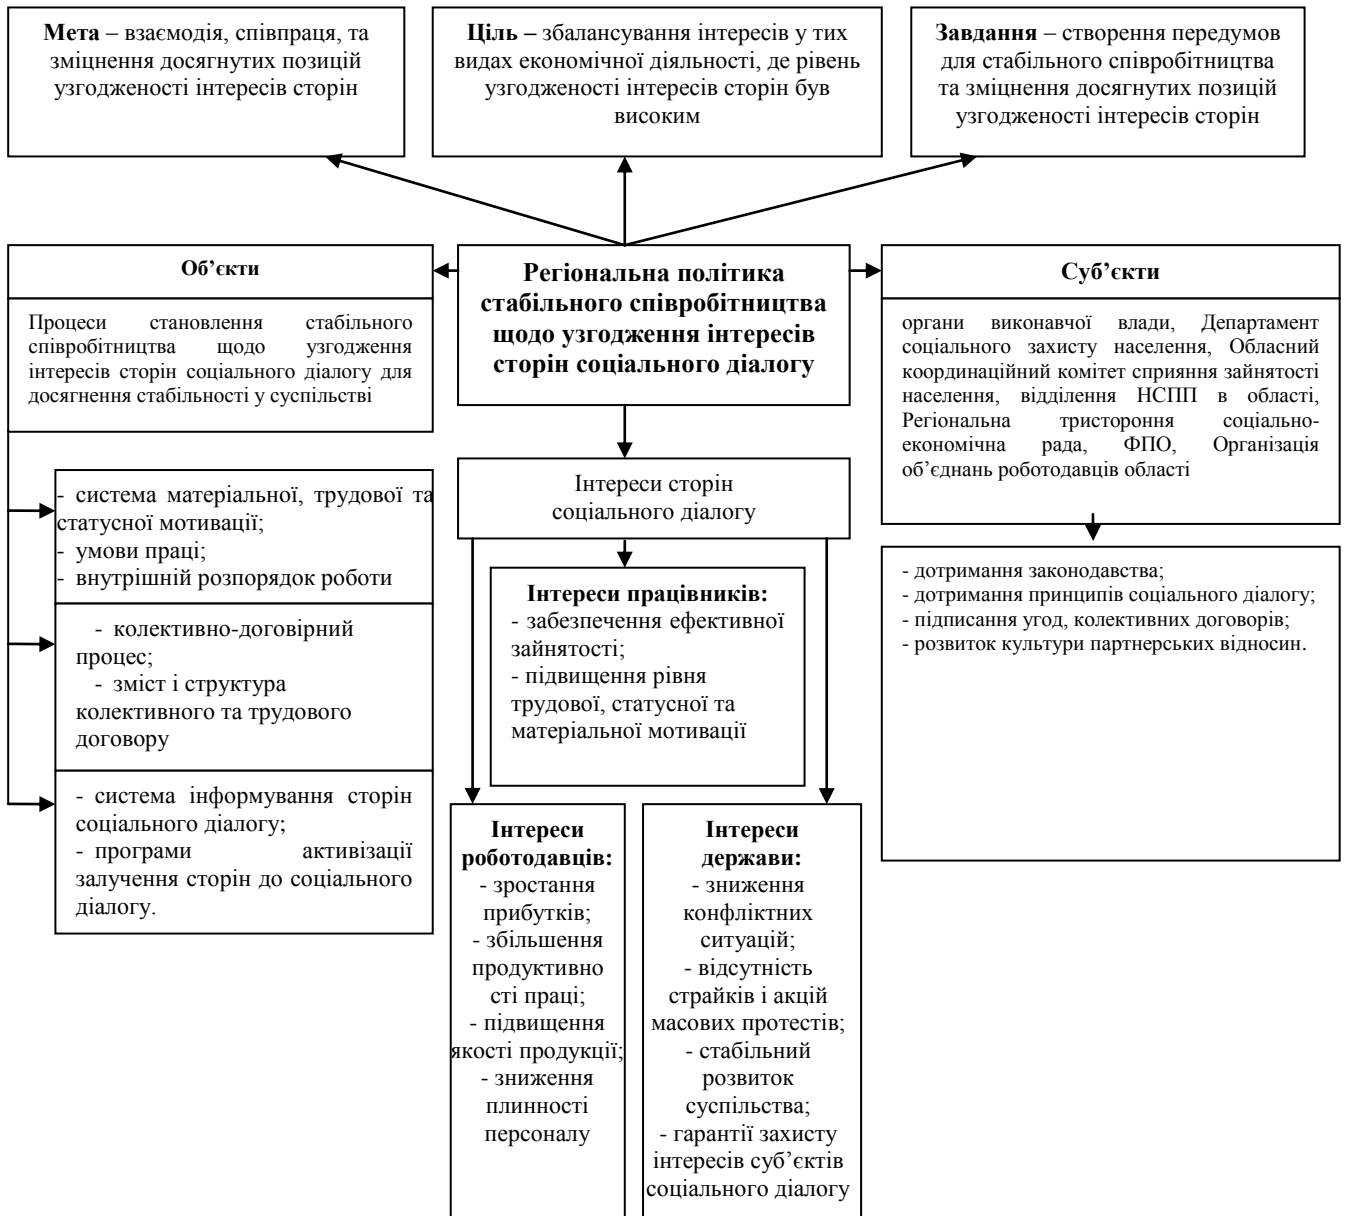 Мета – взаємодія, співпраця, та
зміцнення досягнутих позицій
узгодженості інтересів сторін
Ціль – збалансування інтересів у тих
видах економічної діяльності, де рівень
узгодженості інтересів сторін був
високим
Завдання – створення передумов
для стабільного співробітництва
та зміцнення досягнутих позицій
узгодженості інтересів сторін
Об’єкти
Процеси становлення стабільного
співробітництва щодо узгодження
інтересів сторін соціального діалогу для
досягнення стабільності у суспільстві
Регіональна політика
стабільного співробітництва
щодо узгодження інтересів
сторін соціального діалогу
Суб’єкти
органи виконавчої влади, Департамент
соціального захисту населення, Обласний
координаційний комітет сприяння зайнятості
населення, відділення НСПП в області,
Регіональна тристороння соціально-
економічна рада, ФПО, Організація
об’єднань роботодавців області
- система матеріальної, трудової та
статусної мотивації;
- умови праці;
- внутрішній розпорядок роботи
- колективно-договірний
процес;
- зміст і структура
колективного та трудового
договору
- система інформування сторін
соціального діалогу;
- програми активізації
залучення сторін до соціального
діалогу.
Інтереси сторін
соціального діалогу
Інтереси працівників:
- забезпечення ефективної
зайнятості;
- підвищення рівня
трудової, статусної та
матеріальної мотивації
- дотримання законодавства;
- дотримання принципів соціального діалогу;
- підписання угод, колективних договорів;
- розвиток культури партнерських відносин.
Інтереси
роботодавців:
- зростання
прибутків;
- збільшення
продуктивно
сті праці;
- підвищення
якості продукції;
- зниження
плинності
персоналу
Інтереси
держави:
- зниження
конфліктних
ситуацій;
- відсутність
страйків і акцій
масових протестів;
- стабільний
розвиток
суспільства;
- гарантії захисту
інтересів суб’єктів
соціального діалогу